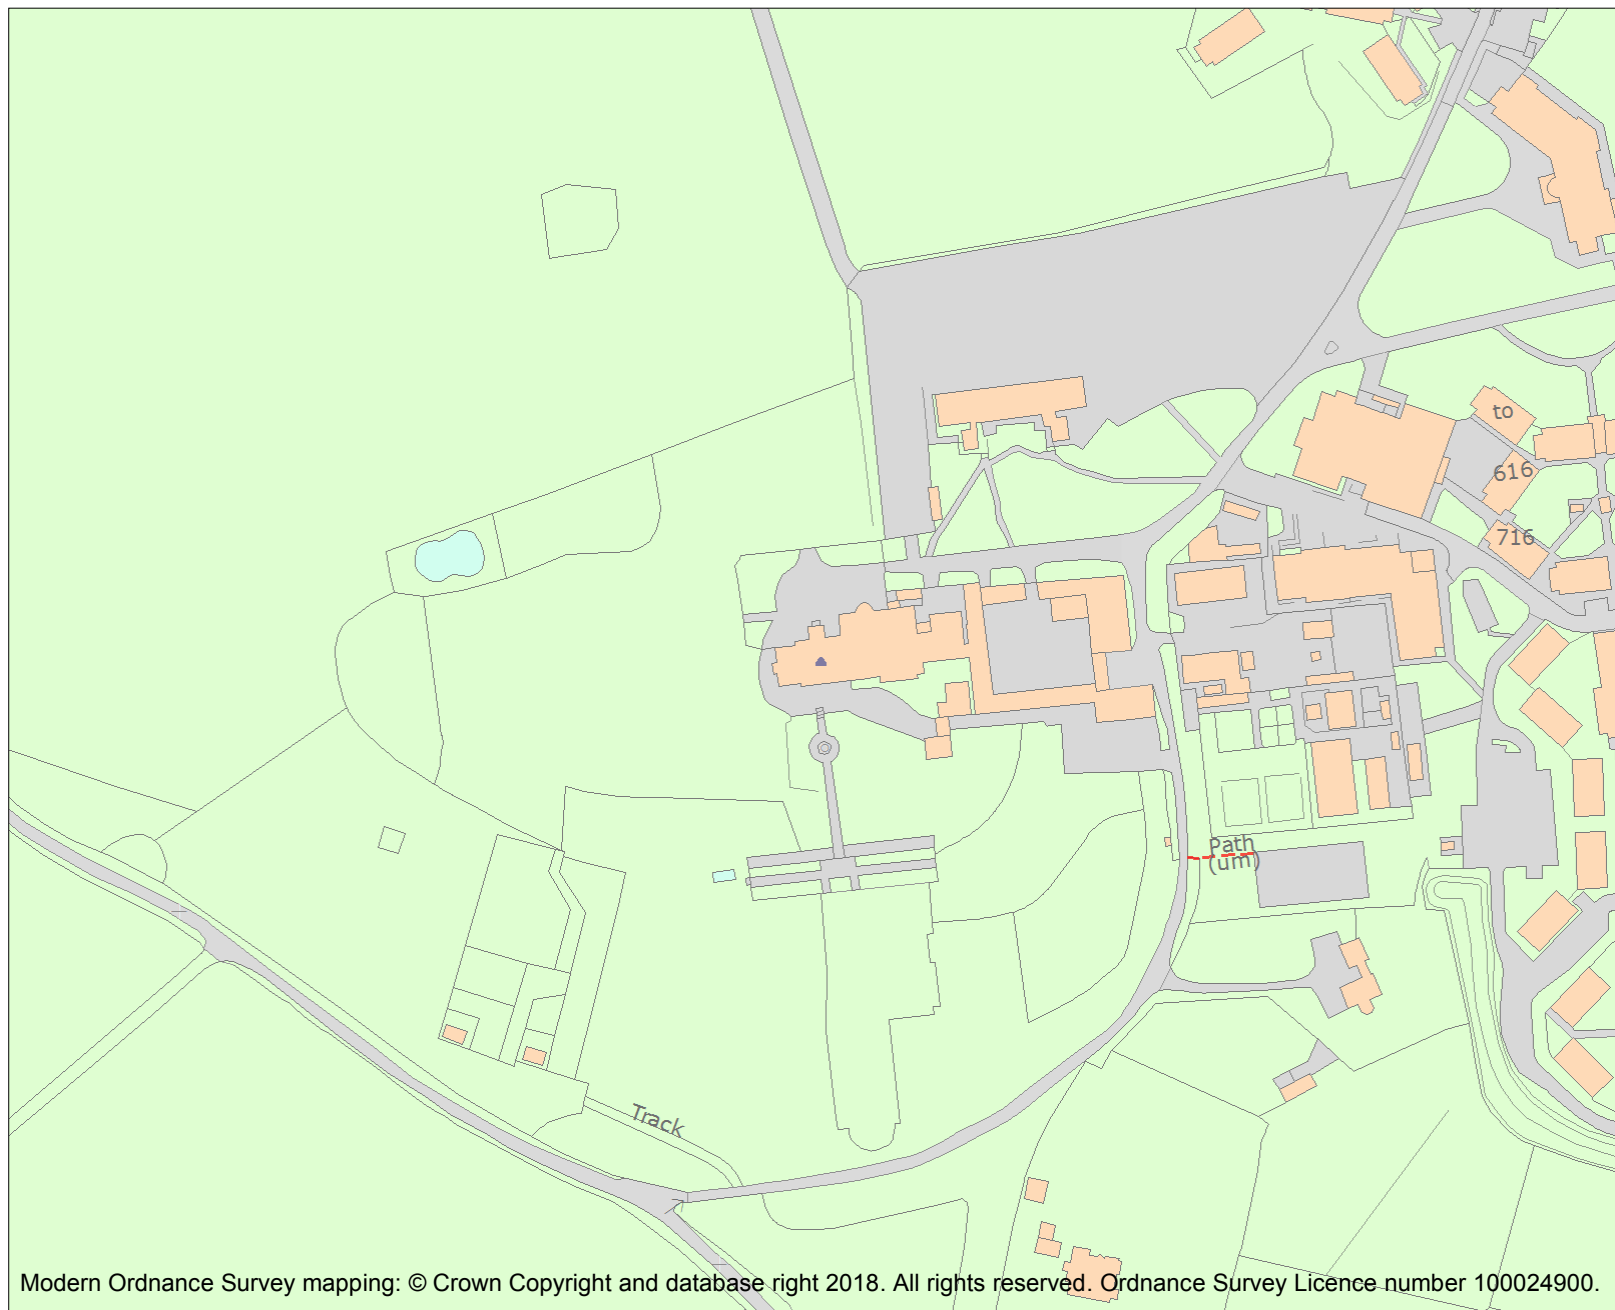 to
616
716
Path
(um)
Track
Modern Ordnance Survey mapping: © Crown Copyright and database right 2018. All rights reserved. Ordnance Survey Licence number 100024900.